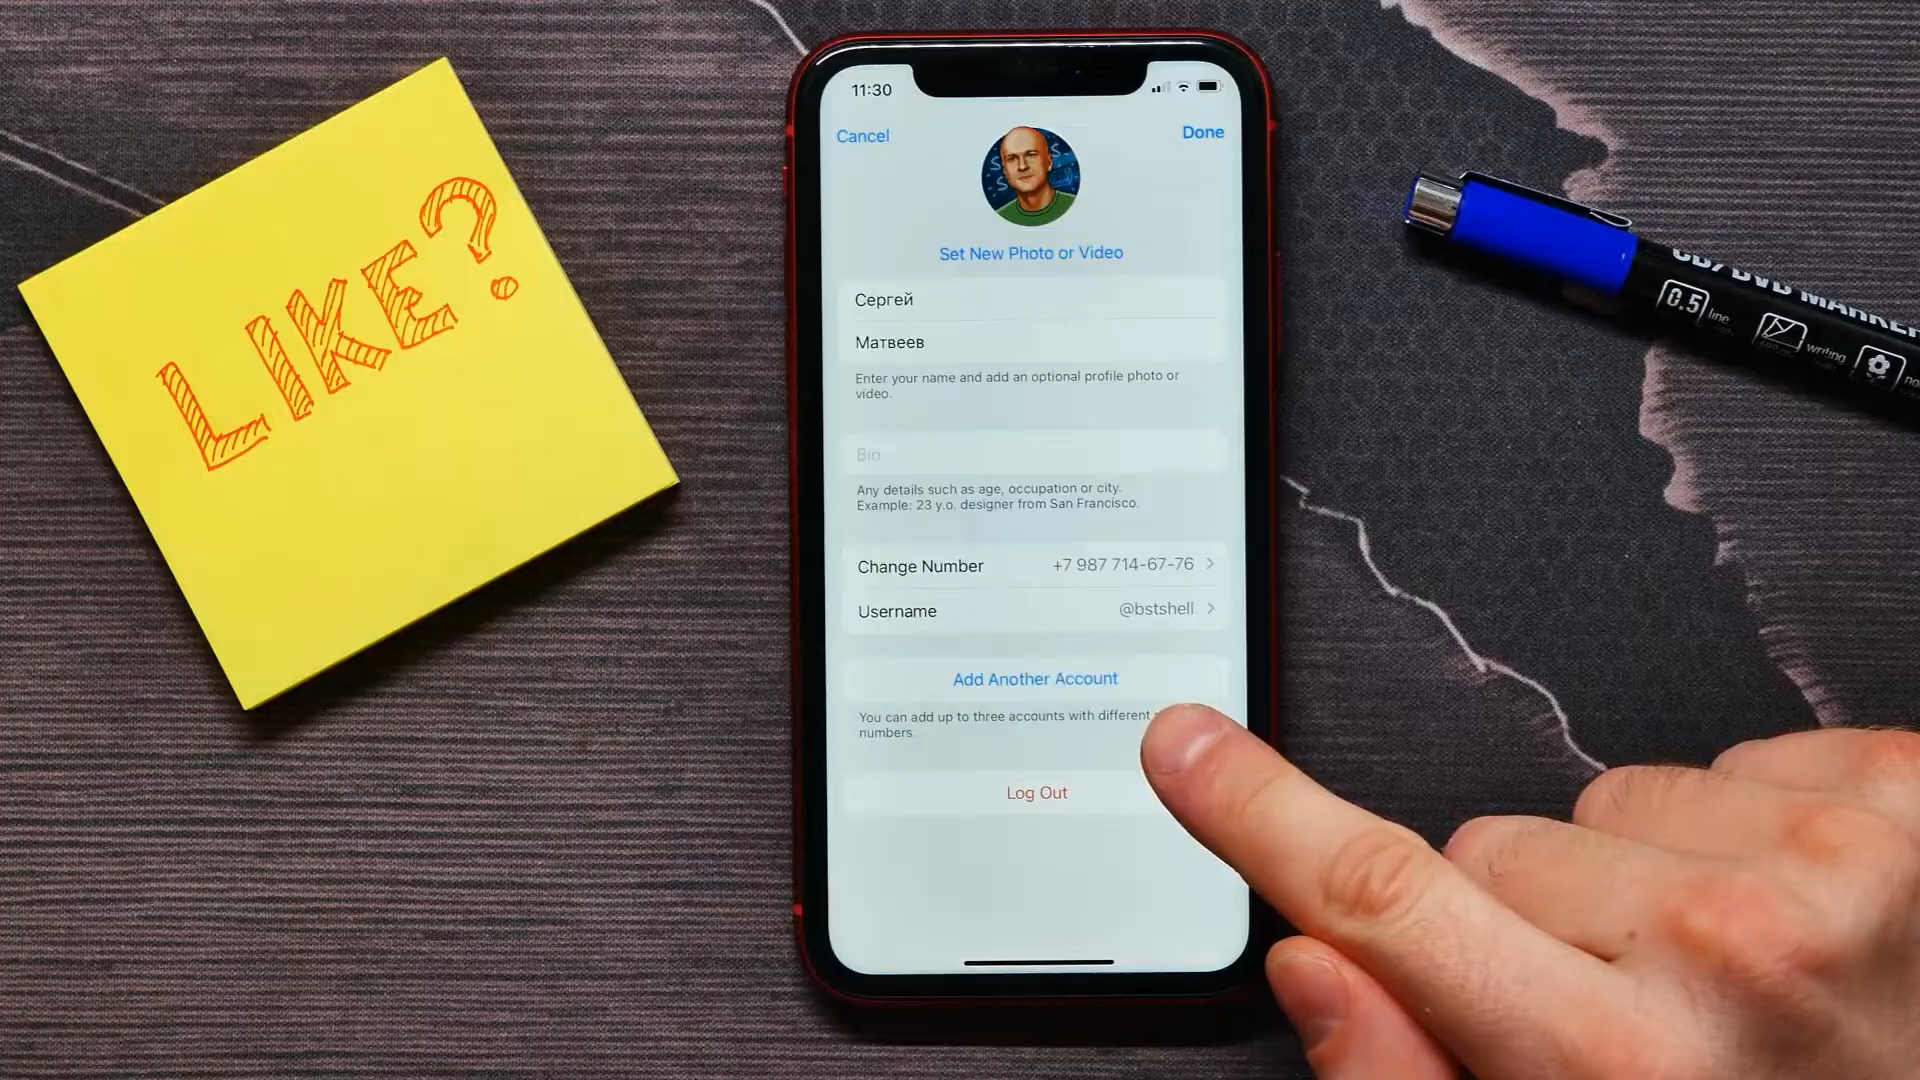 LIKE?
11:30
Cancel
Done
Set New Photo or Video
Сергей
Матвеев
Enter your name and add an optional profile photo or
video.
Bio
Any details such as age, occupation or city.
Example: 23 y.o. designer from San Francisco.
Change Number +7 987 714-67-76
Username @bstshell
Add Another Account
You can add up to three accounts with different
numbers.
Log Out
CD/DVD MARKER
0.5 line
writing